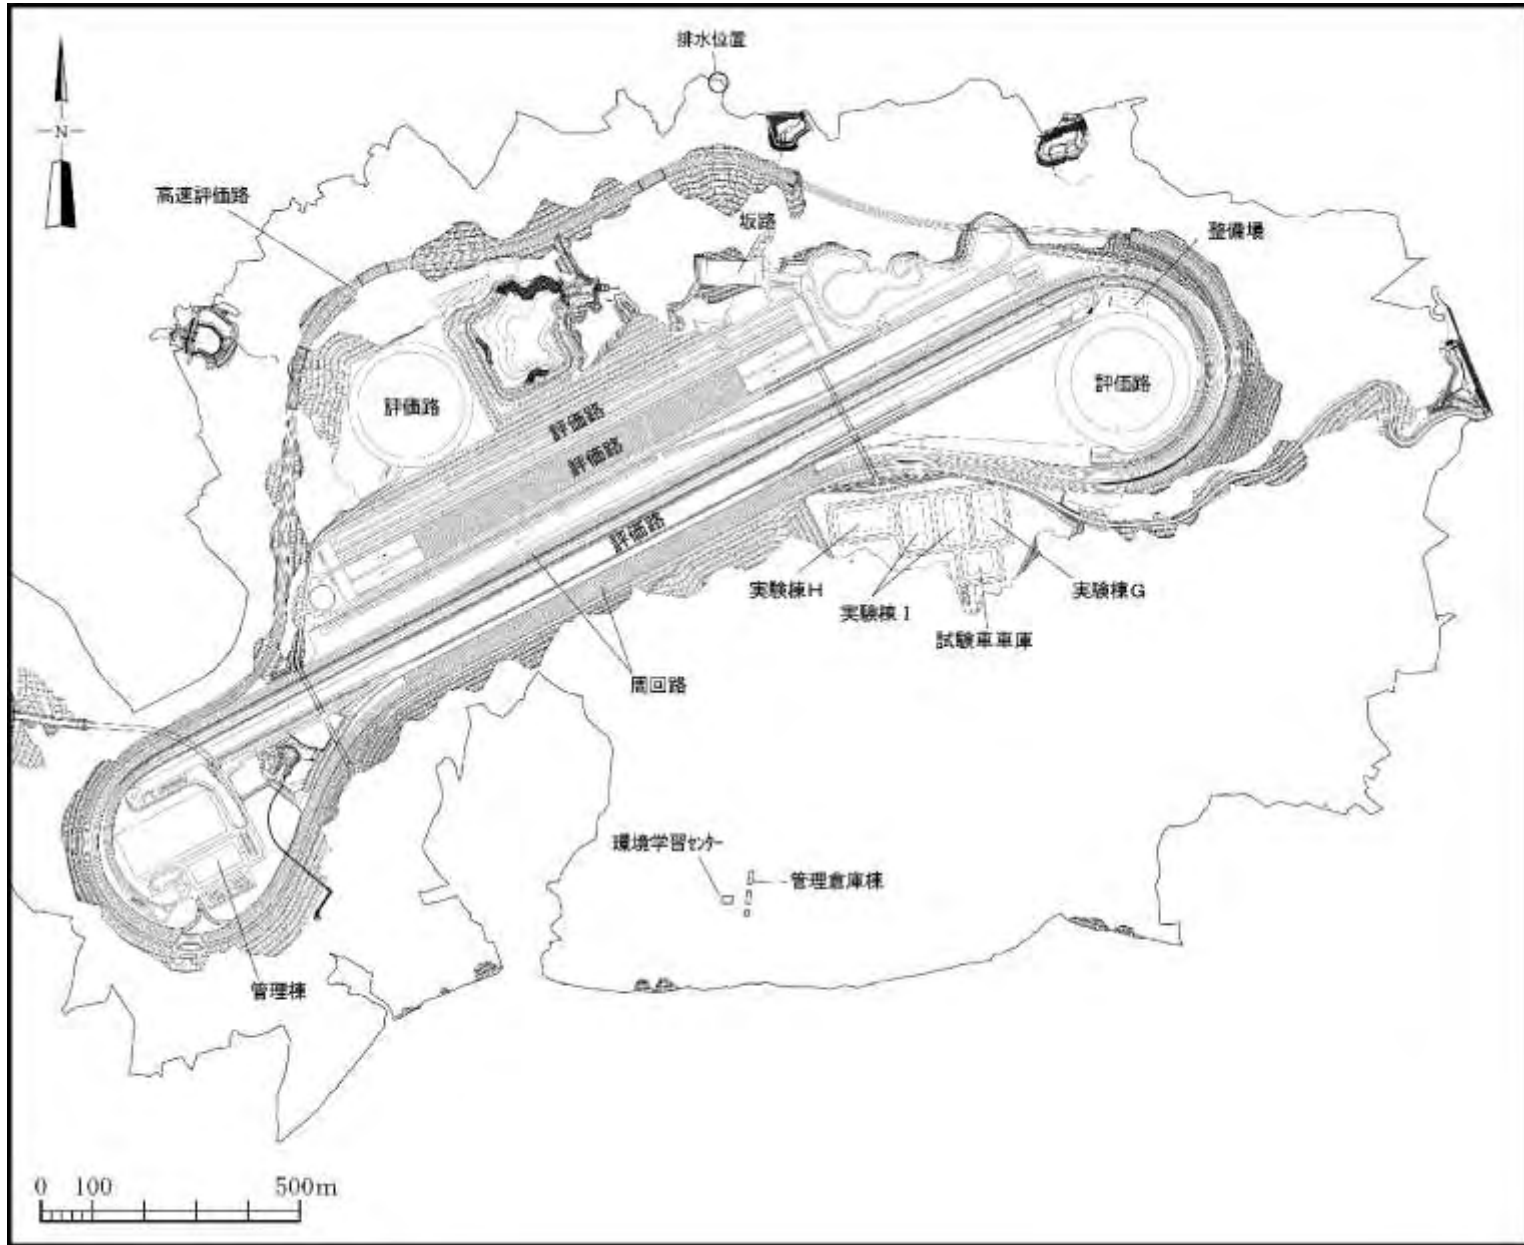 排水位置
N
高速評価路
坂路
整備場
評価路
評価路
評価路
評価路
評価路
実験棟H
実験棟I
実験棟G
試験車車庫
周回路
環境学習センター
管理倉庫棟
管理棟
0 100 500m